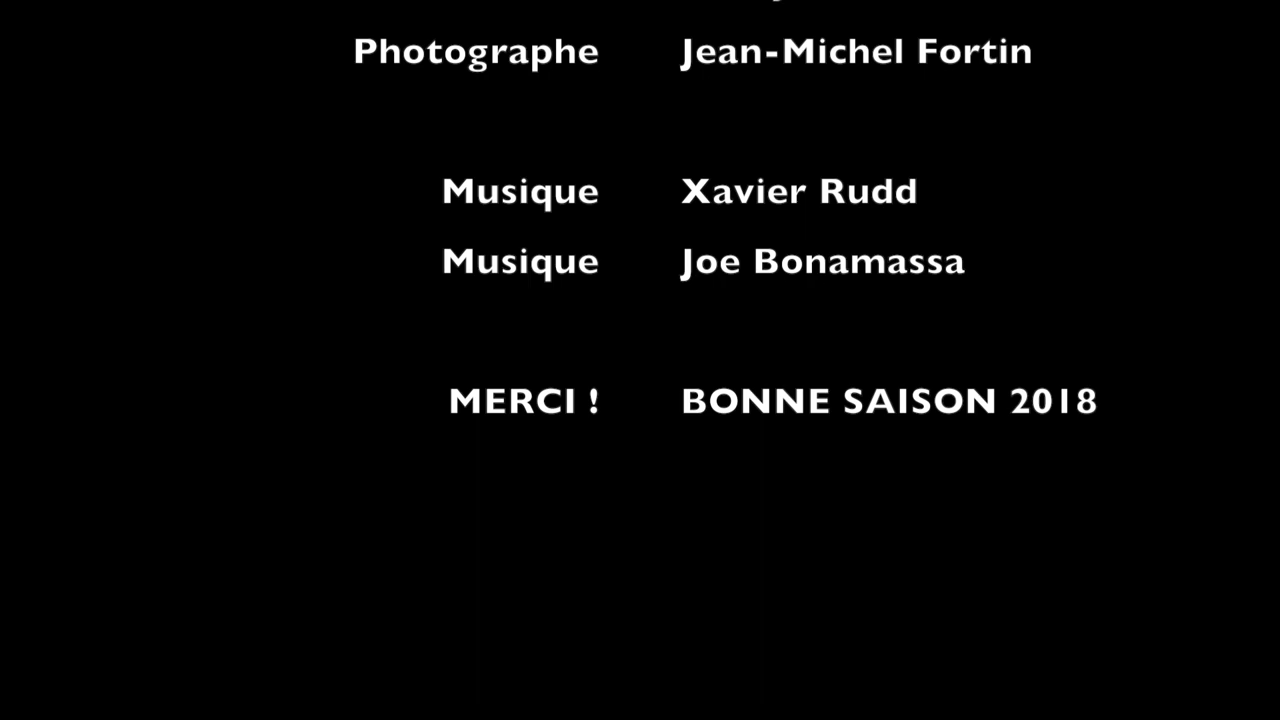 Photographe Jean-Michel Fortin
Musique Xavier Rudd
Musique Joe Bonamassa
MERCI ! BONNE SAISON 2018